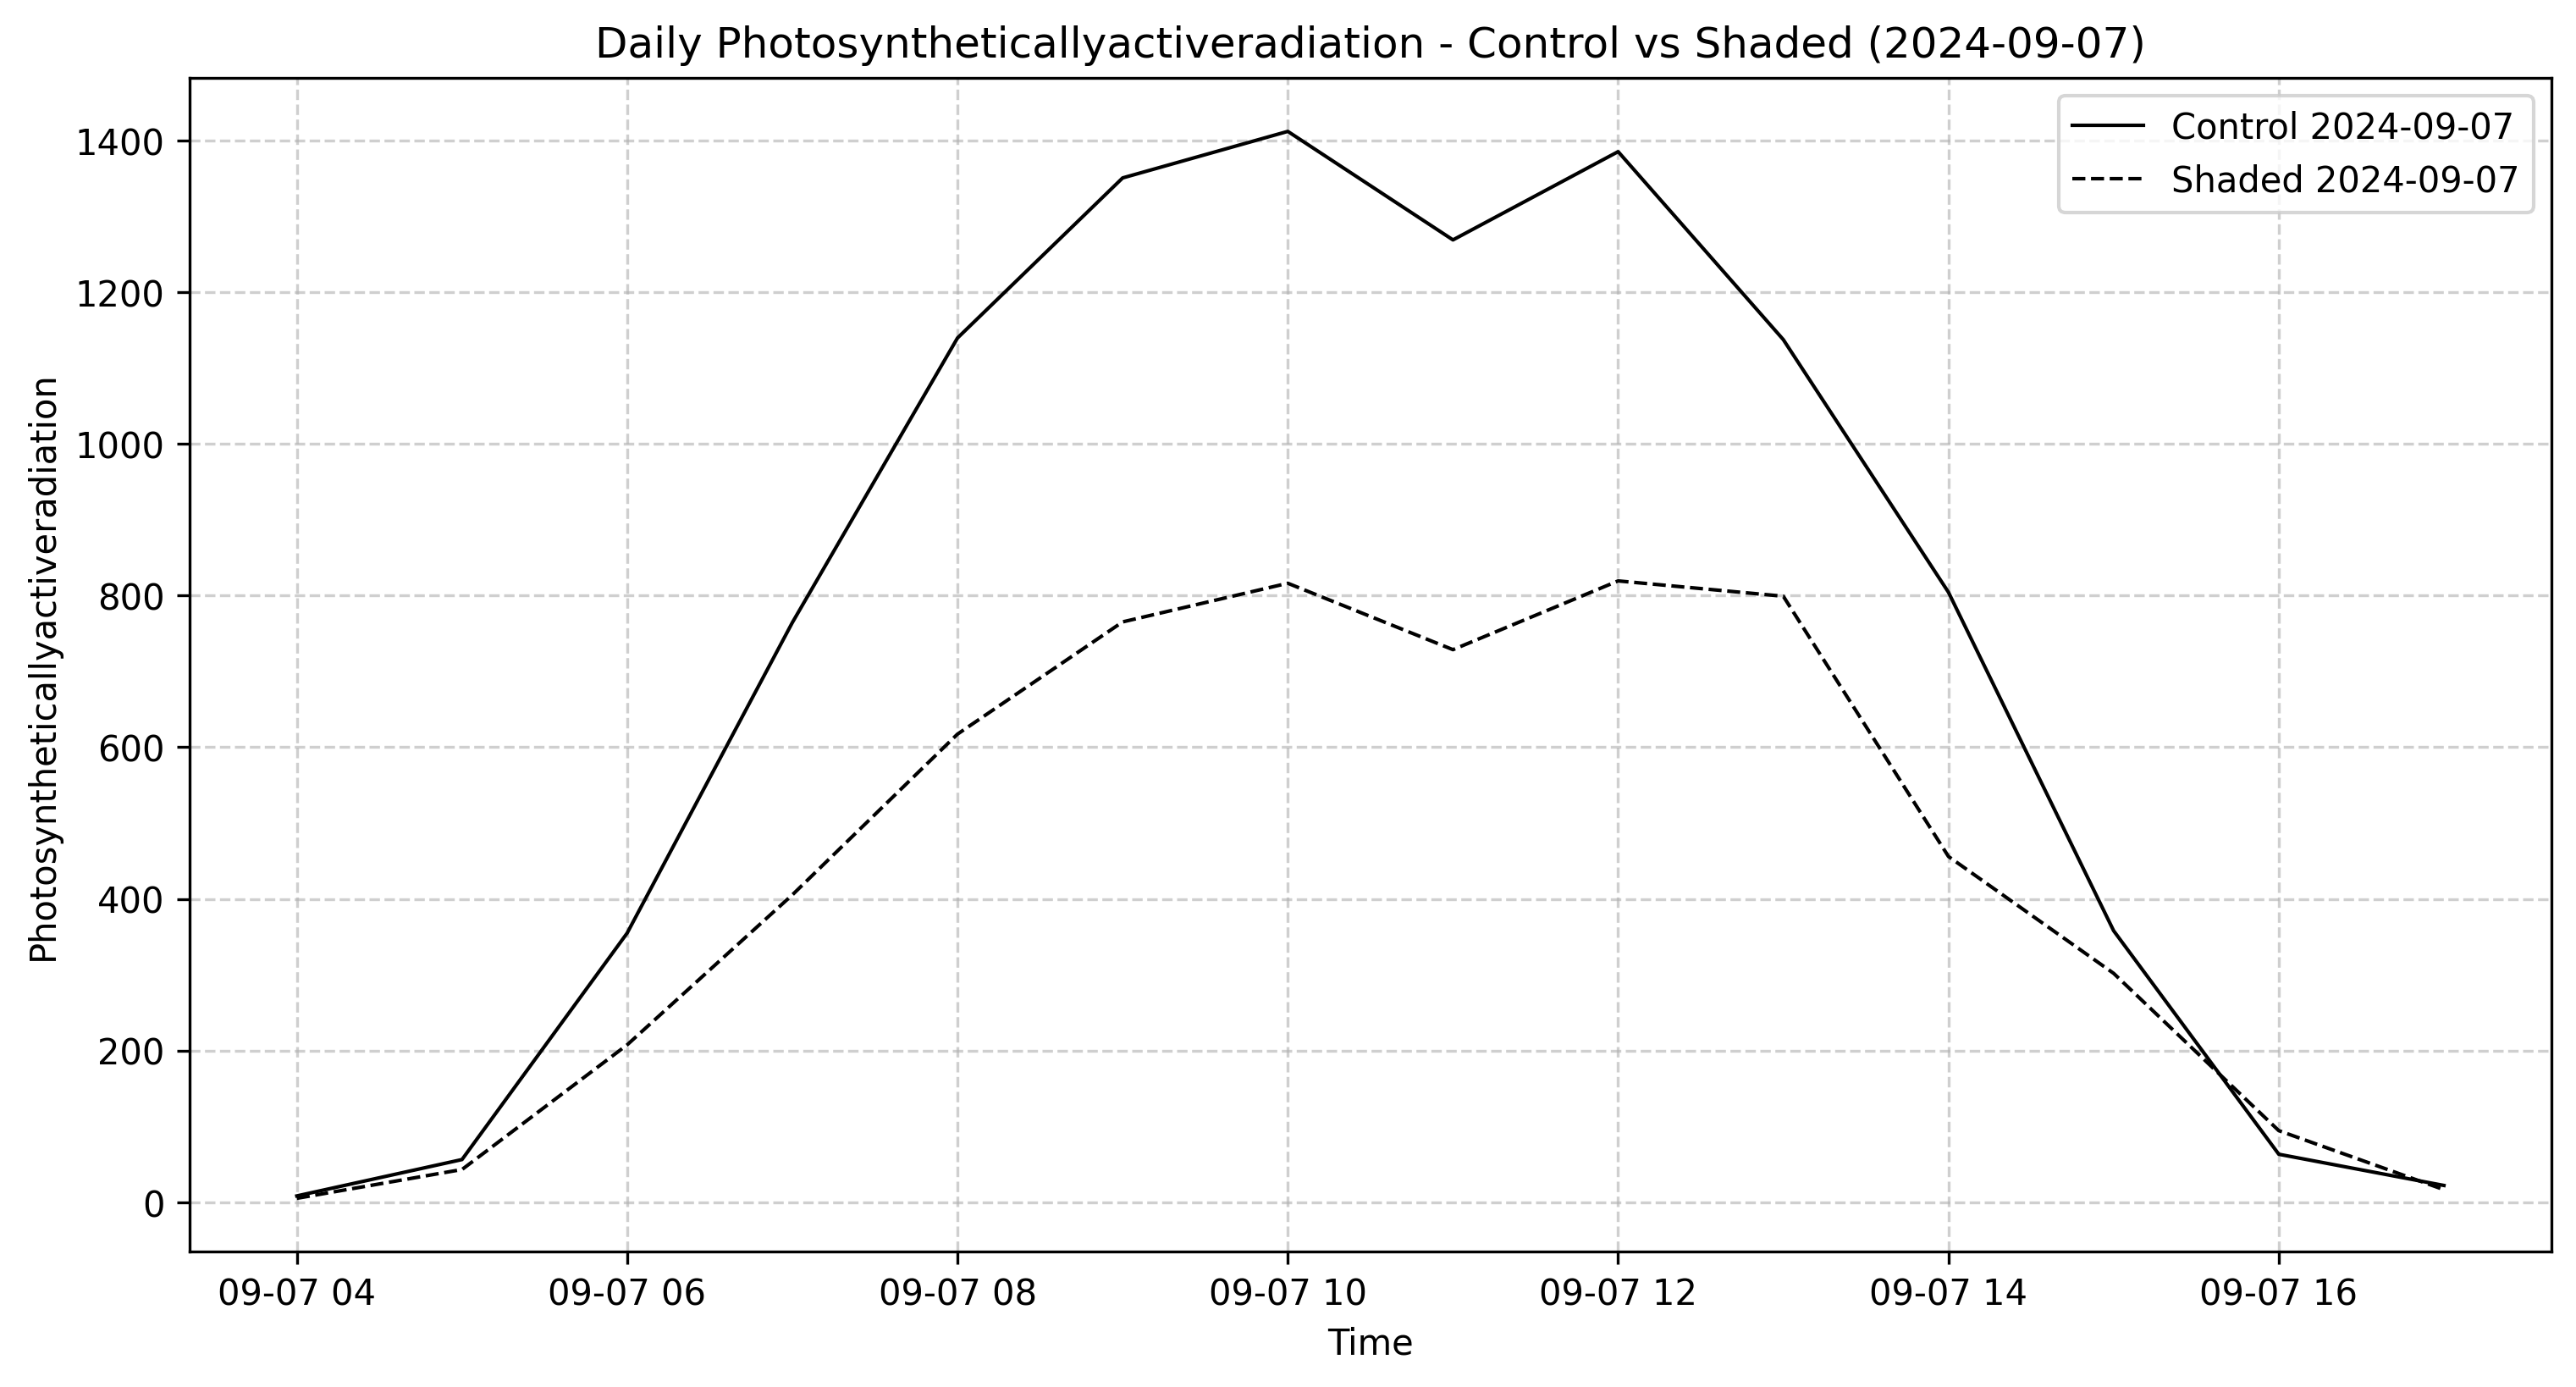 Daily Photosyntheticallyactiveradiation - Control vs Shaded (2024-09-07)
Control 2024-09-07
Shaded 2024-09-07
Photosyntheticallyactiveradiation
1400
1200
1000
800
600
400
200
0
09-07 04 09-07 06 09-07 08 09-07 10 09-07 12 09-07 14 09-07 16
Time